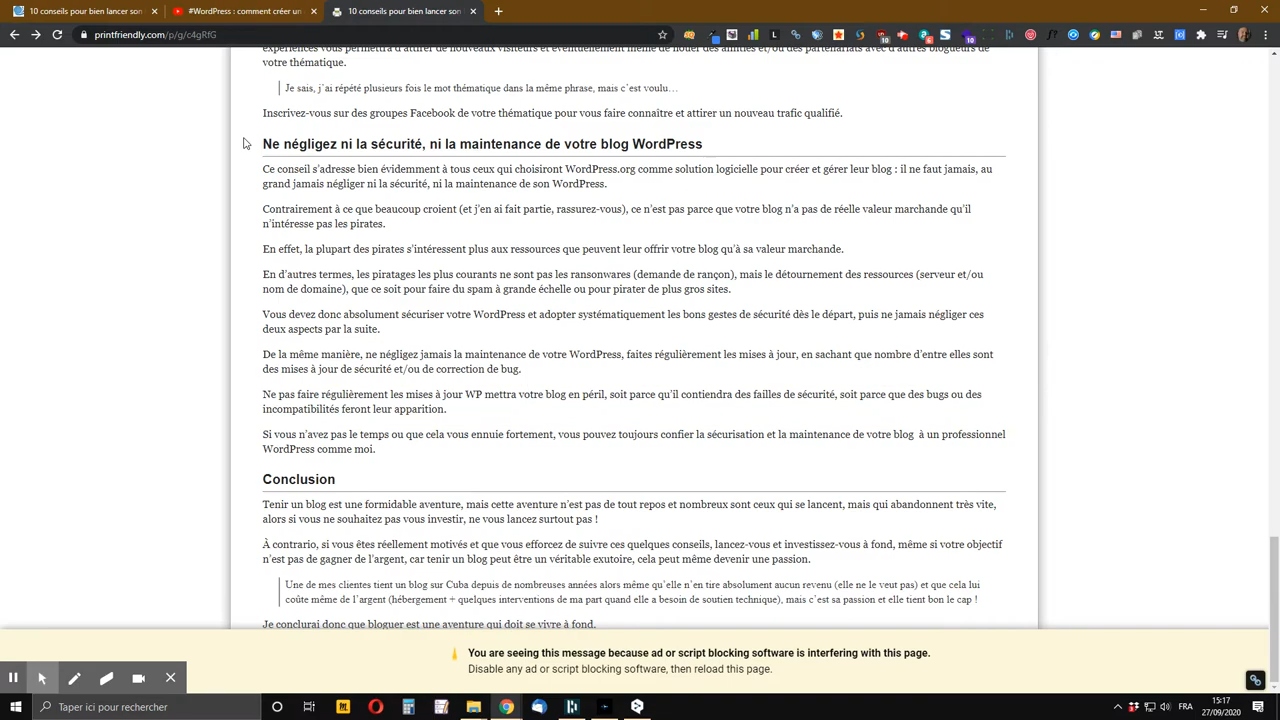 10 conseils pour bien lancer son
#WordPress : comment créer un
10 conseils pour bien lancer son b
printfriendly.com/p/g/c4gRfG
expériences vous permettra d'attirer de nouveaux visiteurs et éventuellement même de nouer des amitiés et/ou des partenariats avec d'autres blogueurs de
votre thématique.
Je sais, j'ai répété plusieurs fois le mot thématique dans la même phrase, mais c'est voulu…
Inscrivez-vous sur des groupes Facebook de votre thématique pour vous faire connaître et attirer un nouveau trafic qualifié.
Ne négligez ni la sécurité, ni la maintenance de votre blog WordPress
Ce conseil s'adresse bien évidemment à tous ceux qui choisiront WordPress.org comme solution logicielle pour créer et gérer leur blog : il ne faut jamais, au
grand jamais négliger ni la sécurité, ni la maintenance de son WordPress.
Contrairement à ce que beaucoup croient (et j'en ai fait partie, rassurez-vous), ce n'est pas parce que votre blog n'a pas de réelle valeur marchande qu'il
n'intéresse pas les pirates.
En effet, la plupart des pirates s'intéressent plus aux ressources que peuvent leur offrir votre blog qu'à sa valeur marchande.
En d'autres termes, les piratages les plus courants ne sont pas les ransonwares (demande de rançon), mais le détournement des ressources (serveur et/ou
nom de domaine), que ce soit pour faire du spam à grande échelle ou pour pirater de plus gros sites.
Vous devez donc absolument sécuriser votre WordPress et adopter systématiquement les bons gestes de sécurité dès le départ, puis ne jamais négliger ces
deux aspects par la suite.
De la même manière, ne négligez jamais la maintenance de votre WordPress, faites régulièrement les mises à jour, en sachant que nombre d'entre elles sont
des mises à jour de sécurité et/ou de correction de bug.
Ne pas faire régulièrement les mises à jour WP mettra votre blog en péril, soit parce qu'il contiendra des failles de sécurité, soit parce que des bugs ou des
incompatibilités feront leur apparition.
Si vous n'avez pas le temps ou que cela vous ennuie fortement, vous pouvez toujours confier la sécurisation et la maintenance de votre blog à un professionnel
WordPress comme moi.
Conclusion
Tenir un blog est une formidable aventure, mais cette aventure n'est pas de tout repos et nombreux sont ceux qui se lancent, mais qui abandonnent très vite,
alors si vous ne souhaitez pas vous investir, ne vous lancez surtout pas !
À contrario, si vous êtes réellement motivés et que vous efforcez de suivre ces quelques conseils, lancez-vous et investissez-vous à fond, même si votre objectif
n'est pas de gagner de l'argent, car tenir un blog peut être un véritable exutoire, cela peut même devenir une passion.
Une de mes clientes tient un blog sur Cuba depuis de nombreuses années alors même qu'elle n'en tire absolument aucun revenu (elle ne le veut pas) et que cela lui
coûte même de l'argent (hébergement + quelques interventions de ma part quand elle a besoin de soutien technique), mais c'est sa passion et elle tient bon le cap !
Je conclurai donc que bloguer est une aventure qui doit se vivre à fond.
You are seeing this message because ad or script blocking software is interfering with this page.
Disable any ad or script blocking software, then reload this page.
Taper ici pour rechercher
FRA
15:17
27/09/2020